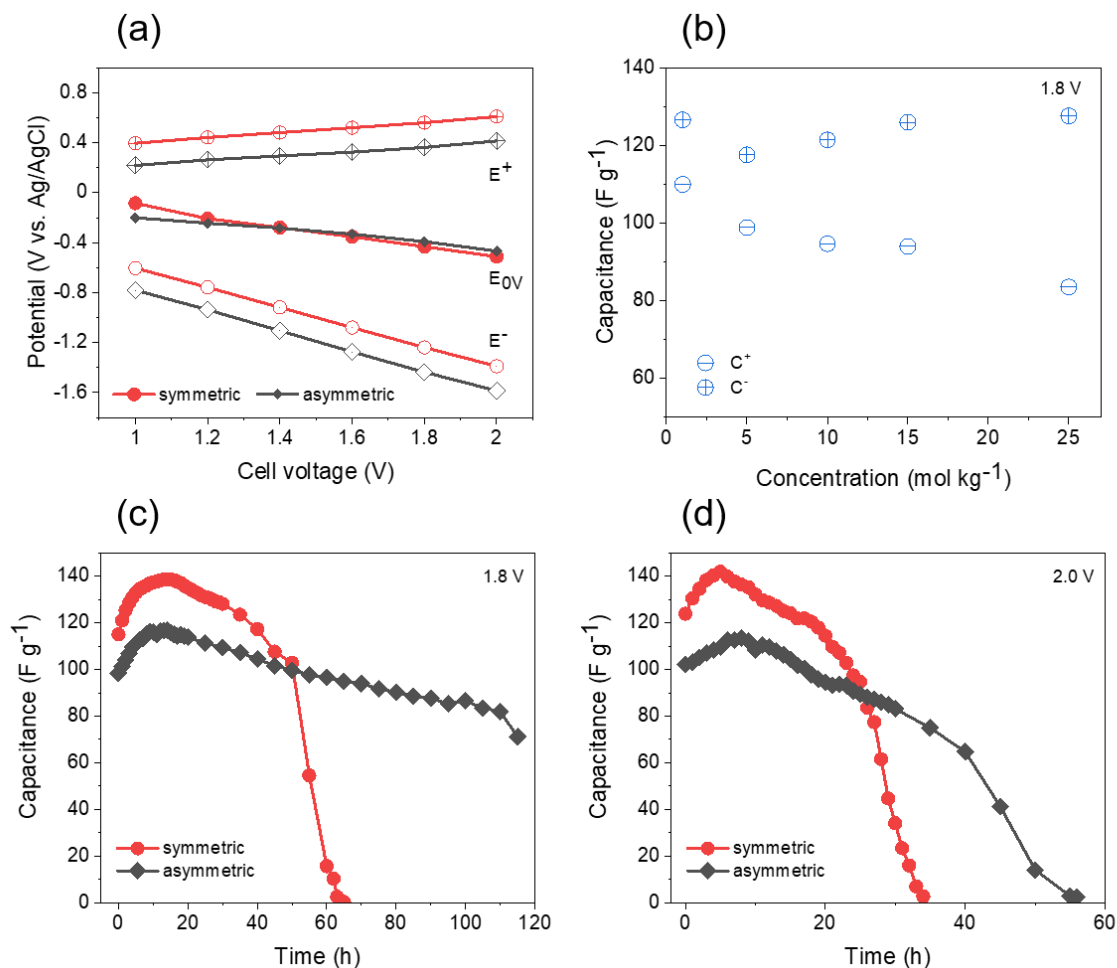 (a)
Potential (V vs. Ag/AgCl)
0.8
0.4
0
-0.4
-0.8
-1.2
-1.6
E⁺
E₀ᵥ
E⁻
symmetric
asymmetric
1 1.2 1.4 1.6 1.8 2
Cell voltage (V)
(b)
Capacitance (F g⁻¹)
140
120
100
80
60
1.8 V
C⁺
C⁻
0 5 10 15 20 25
Concentration (mol kg⁻¹)
(c)
Capacitance (F g⁻¹)
140
120
100
80
60
40
20
0
1.8 V
symmetric
asymmetric
0 20 40 60 80 100 120
Time (h)
(d)
Capacitance (F g⁻¹)
140
120
100
80
60
40
20
0
2.0 V
symmetric
asymmetric
0 20 40 60
Time (h)